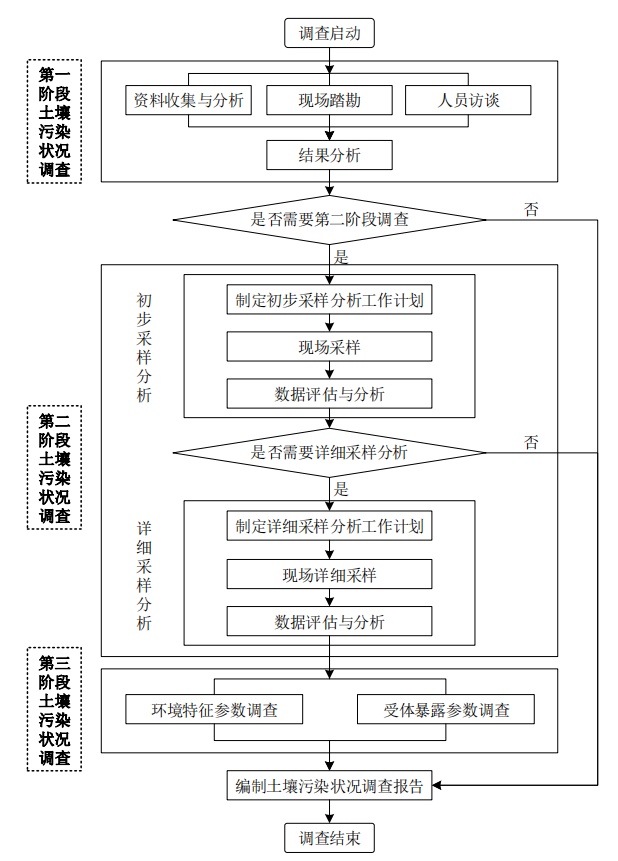 调查启动
第一
阶段
土壤
污染
状况
调查
资料收集与分析
现场踏勘
人员访谈
结果分析
是否需要第二阶段调查
否
是
初
步
采
样
分
析
制定初步采样分析工作计划
现场采样
数据评估与分析
第二
阶段
土壤
污染
状况
调查
是否需要详细采样分析
否
是
详
细
采
样
分
析
制定详细采样分析工作计划
现场详细采样
数据评估与分析
第三
阶段
土壤
污染
状况
调查
环境特征参数调查
受体暴露参数调查
编制土壤污染状况调查报告
调查结束